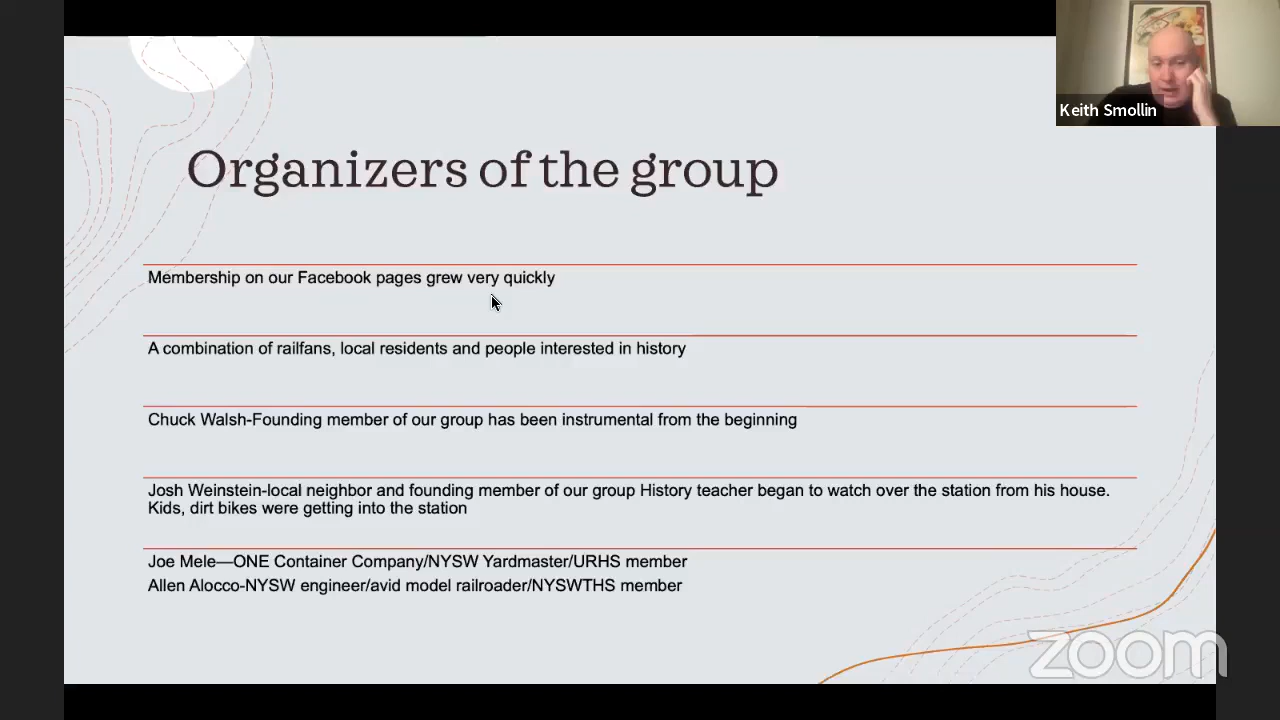 Keith Smollin
Organizers of the group
Membership on our Facebook pages grew very quickly
A combination of railfans, local residents and people interested in history
Chuck Walsh-Founding member of our group has been instrumental from the beginning
Josh Weinstein-local neighbor and founding member of our group History teacher began to watch over the station from his house.
Kids, dirt bikes were getting into the station
Joe Mele—ONE Container Company/NYSW Yardmaster/URHS member
Allen Alocco-NYSW engineer/avid model railroader/NYSWTHS member
zoom